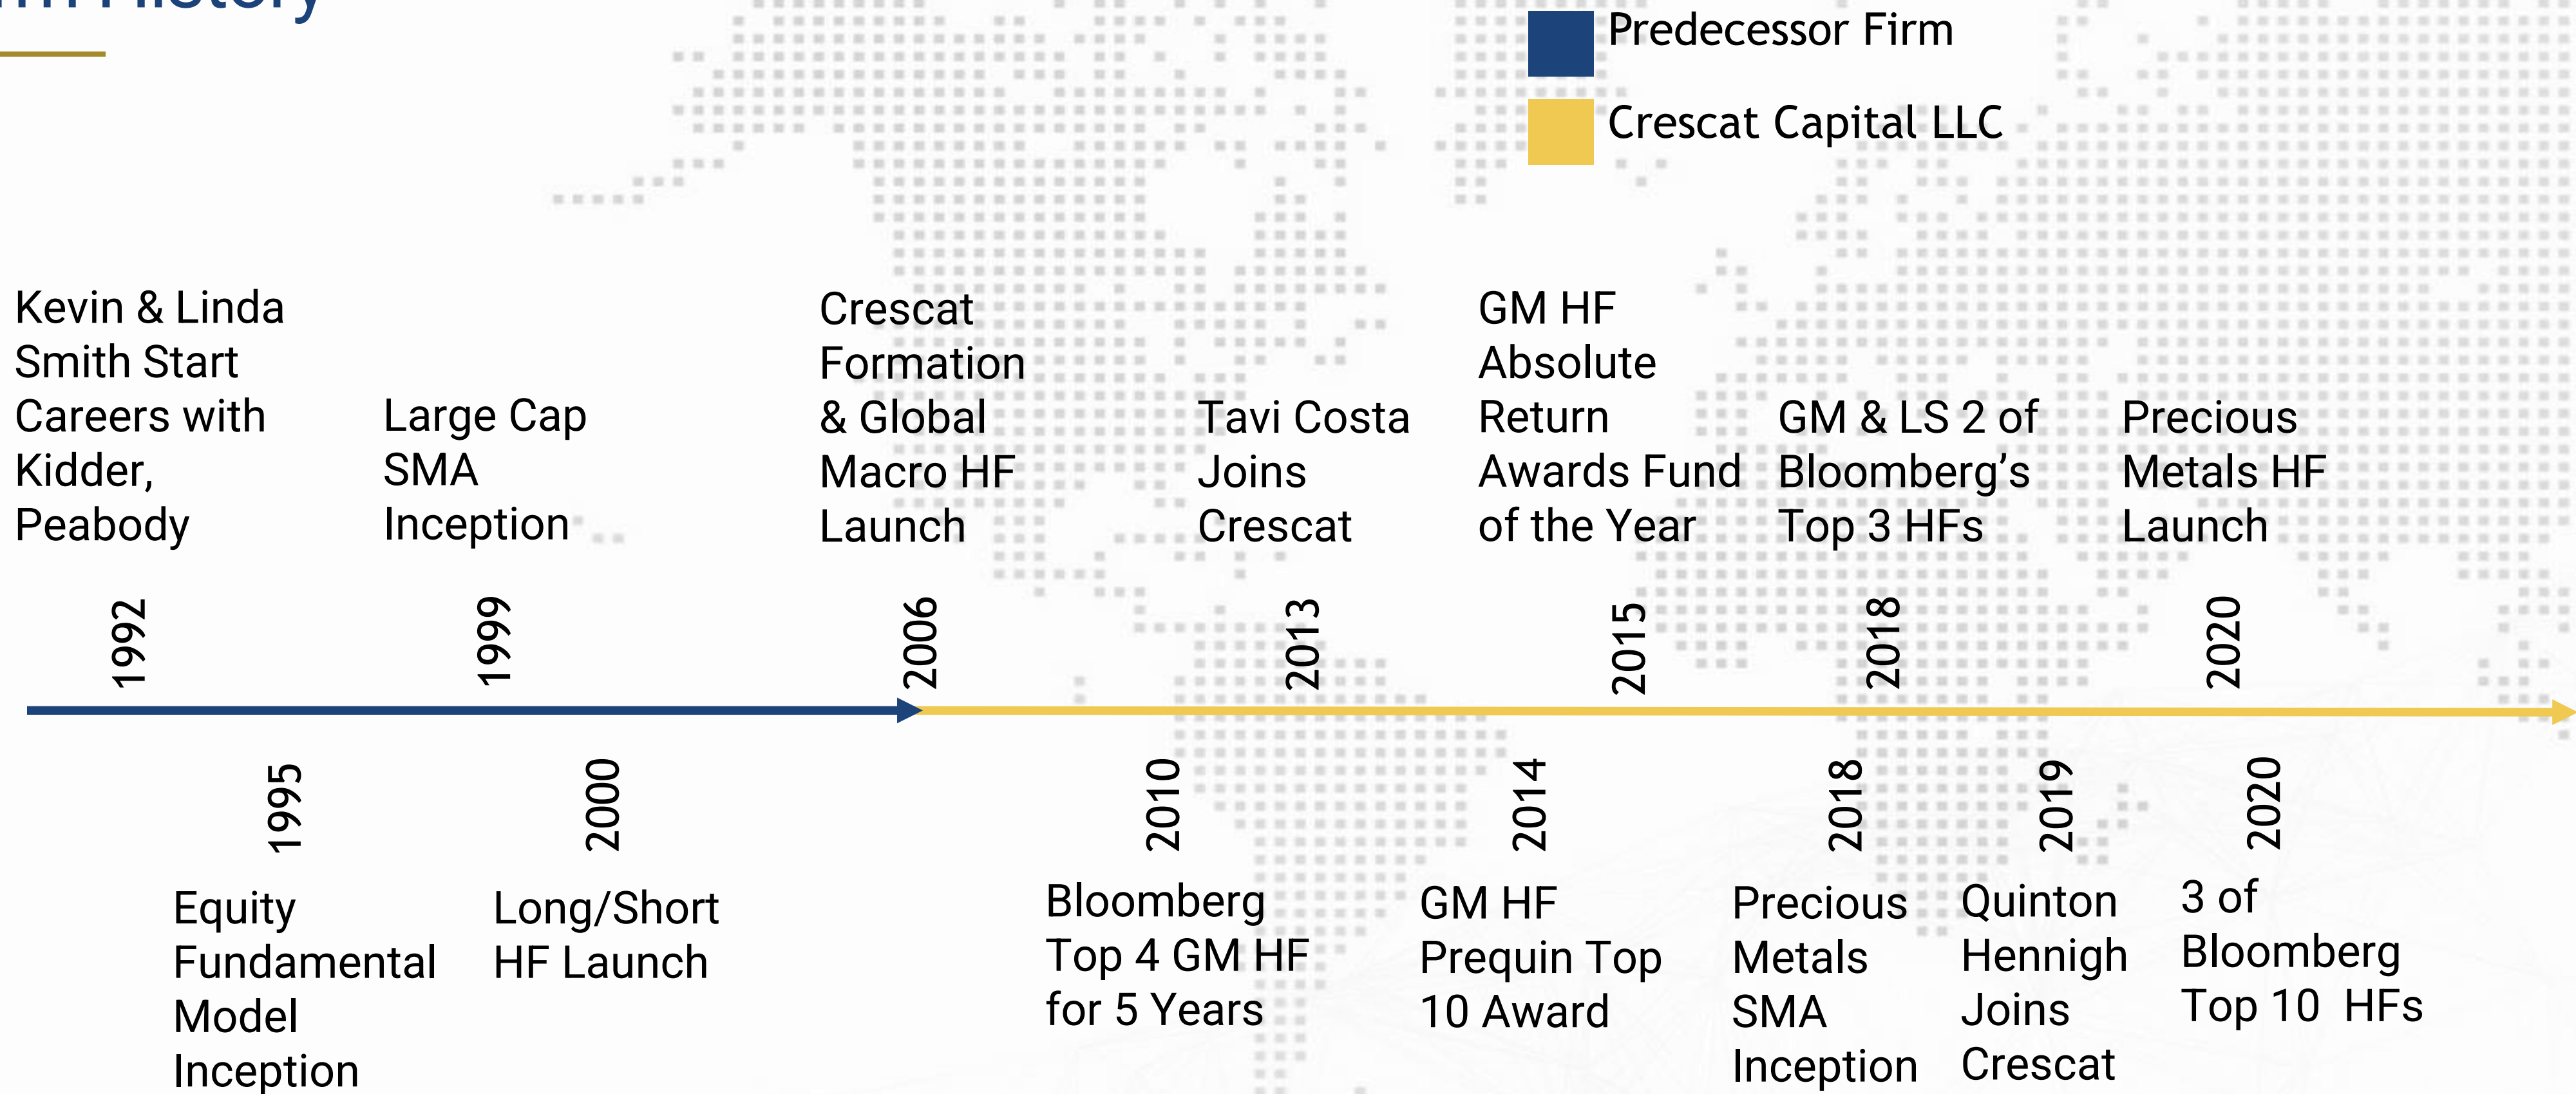 History
Predecessor Firm
Crescat Capital LLC
Kevin & Linda
Smith Start
Careers with
Kidder,
Peabody
1992
Large Cap
SMA
Inception
1999
Crescat
Formation
& Global
Macro HF
Launch
2006
Tavi Costa
Joins
Crescat
2013
GM HF
Absolute
Return
Awards Fund
of the Year
2015
GM & LS 2 of
Bloomberg’s
Top 3 HFs
2018
Precious
Metals HF
Launch
2020
1995
Equity
Fundamental
Model
Inception
2000
Long/Short
HF Launch
2010
Bloomberg
Top 4 GM HF
for 5 Years
2014
GM HF
Prequin Top
10 Award
2018
Precious
Metals
SMA
Inception
2019
Quinton
Hennigh
Joins
Crescat
2020
3 of
Bloomberg
Top 10 HFs